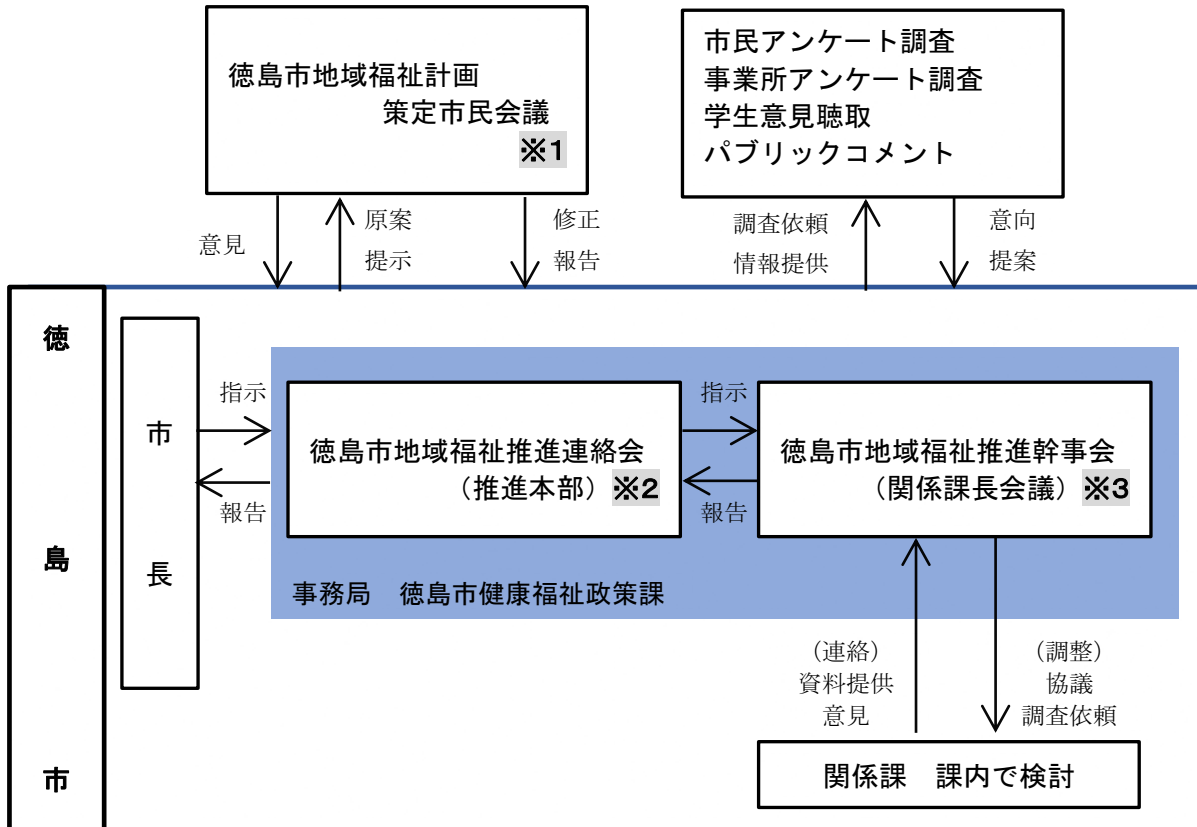 徳島市地域福祉計画
策定市民会議
※1
市民アンケート調査
事業所アンケート調査
学生意見聴取
パブリックコメント
意見
原案
提示
修正
報告
調査依頼
情報提供
意向
提案
徳島市
市長
指示
報告
徳島市地域福祉推進連絡会
（推進本部）※2
指示
報告
徳島市地域福祉推進幹事会
（関係課長会議）※3
事務局　徳島市健康福祉政策課
（連絡）
資料提供
意見
（調整）
協議
調査依頼
関係課　課内で検討